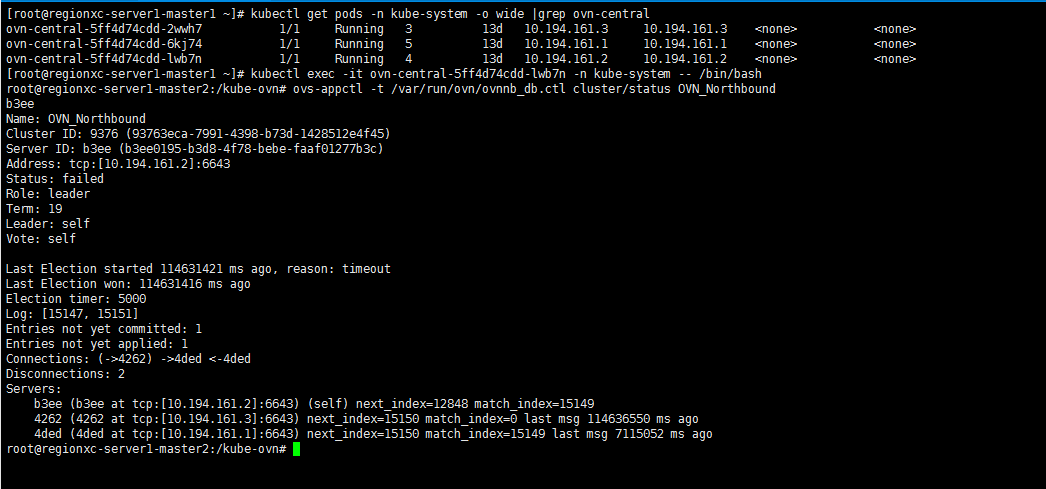 [root@regionxc-server1-master1 ~]# kubectl get pods -n kube-system -o wide |grep ovn-central
ovn-central-5ff4d74cdd-2wwh7 1/1 Running 3 13d 10.194.161.3 10.194.161.3 <none> <none>
ovn-central-5ff4d74cdd-6kj74 1/1 Running 5 13d 10.194.161.1 10.194.161.1 <none> <none>
ovn-central-5ff4d74cdd-lwb7n 1/1 Running 4 13d 10.194.161.2 10.194.161.2 <none> <none>
[root@regionxc-server1-master1 ~]# kubectl exec -it ovn-central-5ff4d74cdd-lwb7n -n kube-system -- /bin/bash
root@regionxc-server1-master2:/kube-ovn# ovs-appctl -t /var/run/ovn/ovnnb_db.ctl cluster/status OVN_Northbound
b3ee
Name: OVN_Northbound
Cluster ID: 9376 (93763eca-7991-4398-b73d-1428512e4f45)
Server ID: b3ee (b3ee0195-b3d8-4f78-bebe-faaf01277b3c)
Address: tcp:[10.194.161.2]:6643
Status: failed
Role: leader
Term: 19
Leader: self
Vote: self
Last Election started 114631421 ms ago, reason: timeout
Last Election won: 114631416 ms ago
Election timer: 5000
Log: [15147, 15151]
Entries not yet committed: 1
Entries not yet applied: 1
Connections: (->4262) ->4ded <-4ded
Disconnections: 2
Servers:
b3ee (b3ee at tcp:[10.194.161.2]:6643) (self) next_index=12848 match_index=15149
4262 (4262 at tcp:[10.194.161.3]:6643) next_index=15150 match_index=0 last msg 114636550 ms ago
4ded (4ded at tcp:[10.194.161.1]:6643) next_index=15150 match_index=15149 last msg 7115052 ms ago
root@regionxc-server1-master2:/kube-ovn#